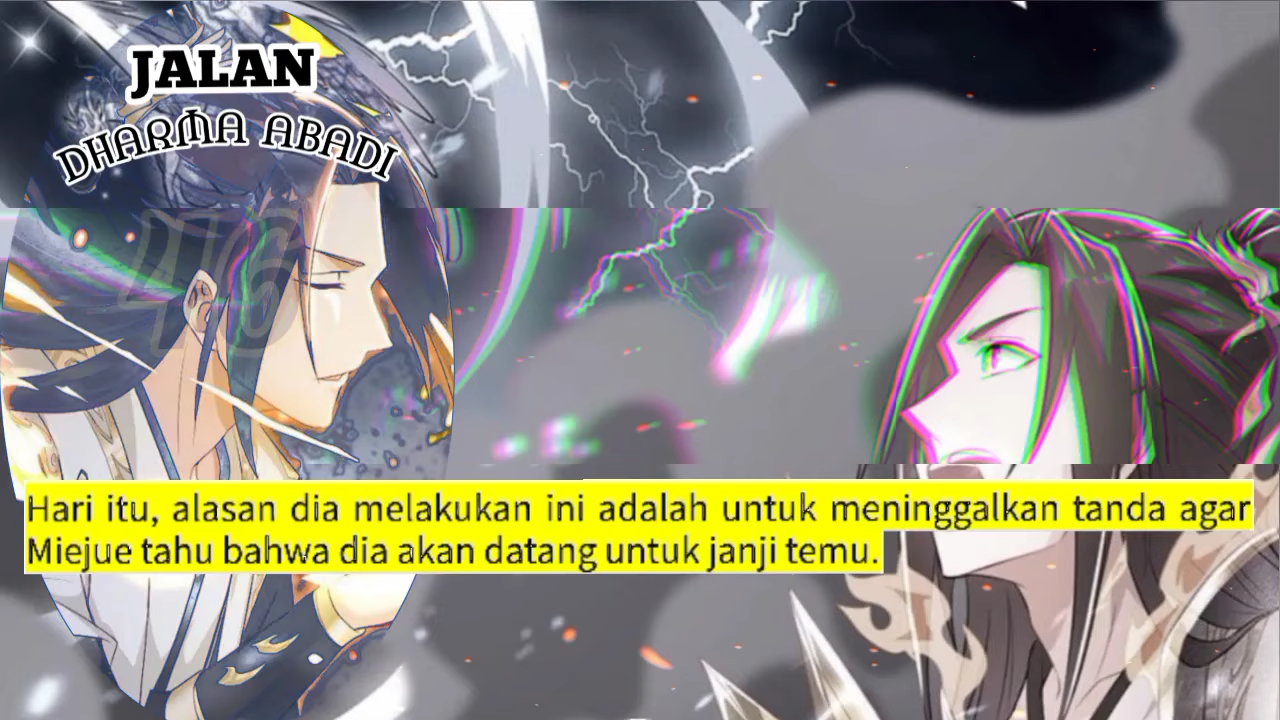 JALAN
DHARMA ABADI
46
Hari itu, alasan dia melakukan ini adalah untuk meninggalkan tanda agar
Miejue tahu bahwa dia akan datang untuk janji temu.